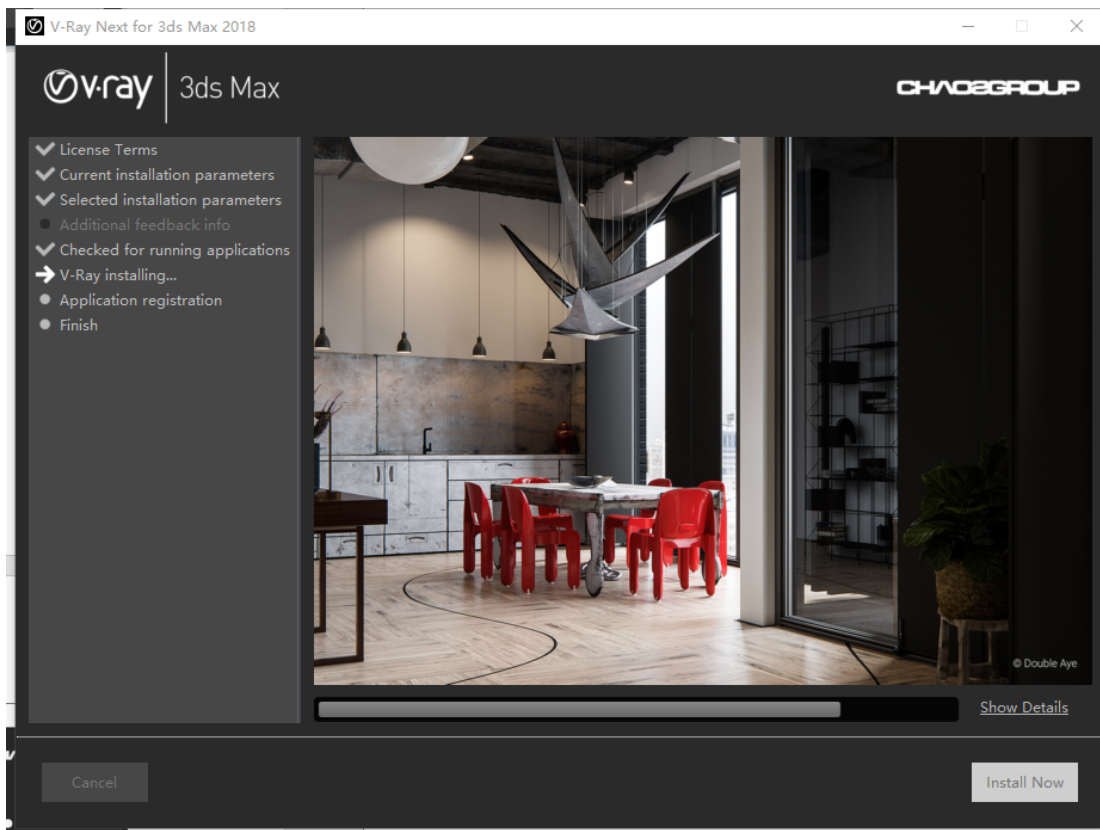 V-Ray Next for 3ds Max 2018
v·ray
3ds Max
CHAOSGROUP
License Terms
Current installation parameters
Selected installation parameters
Additional feedback info
Checked for running applications
V-Ray installing...
Application registration
Finish
© Double Aye
Show Details
Cancel
Install Now